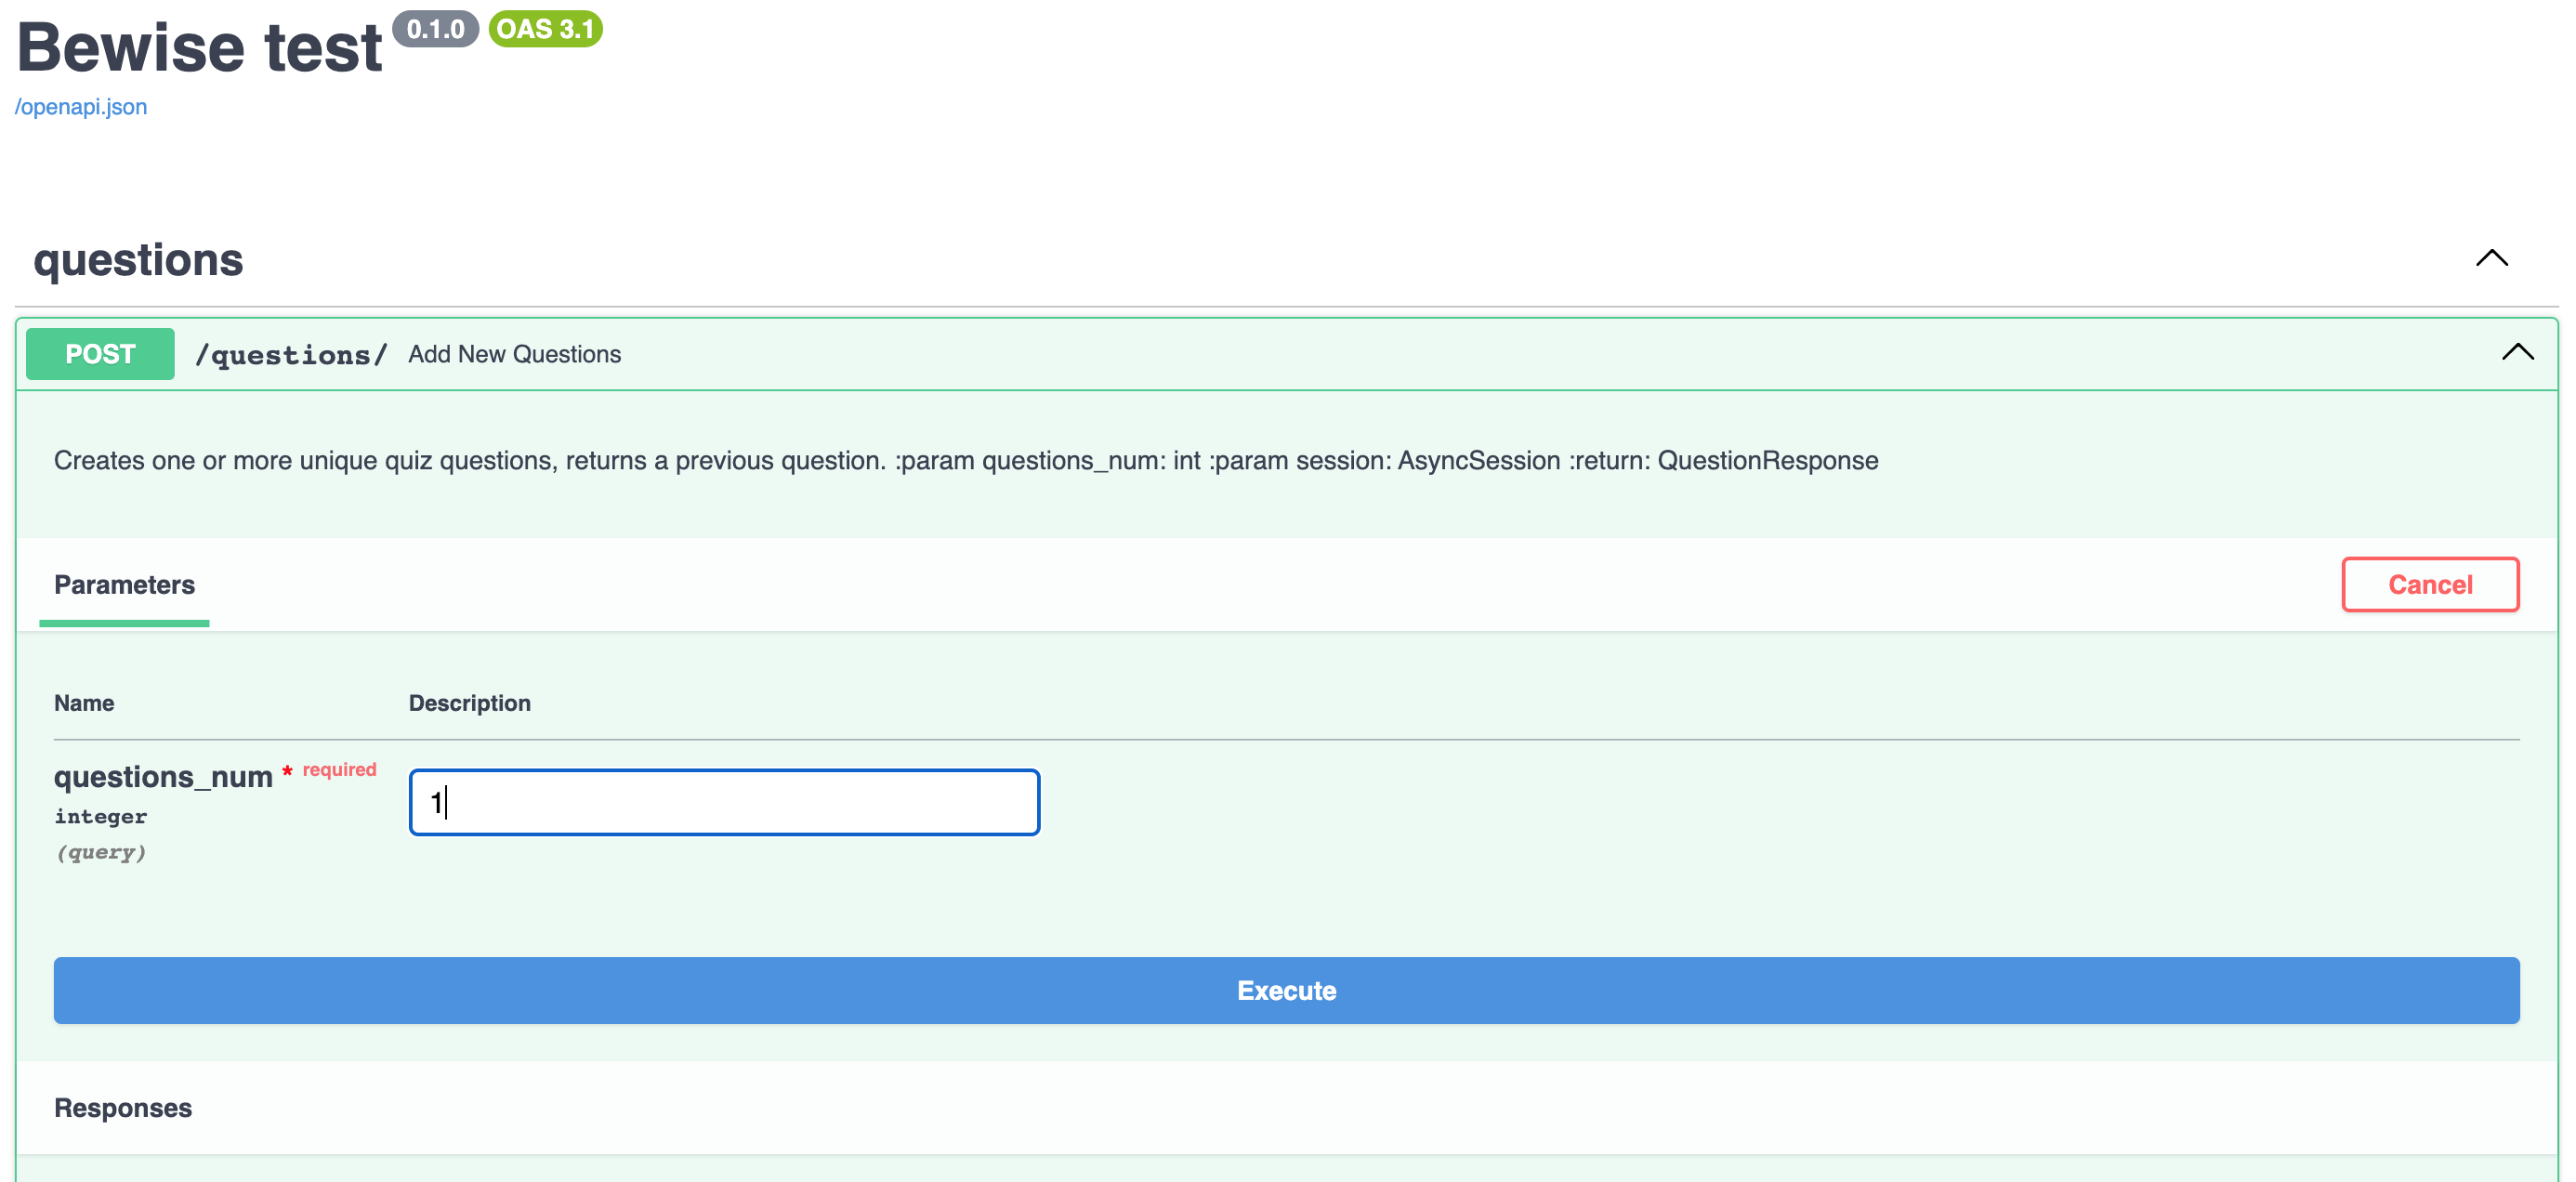 Bewise test 0.1.0 OAS 3.1
/openapi.json
questions
POST /questions/ Add New Questions
Creates one or more unique quiz questions, returns a previous question. :param questions_num: int :param session: AsyncSession :return: QuestionResponse
Parameters Cancel
Name Description
questions_num * required
1
integer
(query)
Execute
Responses